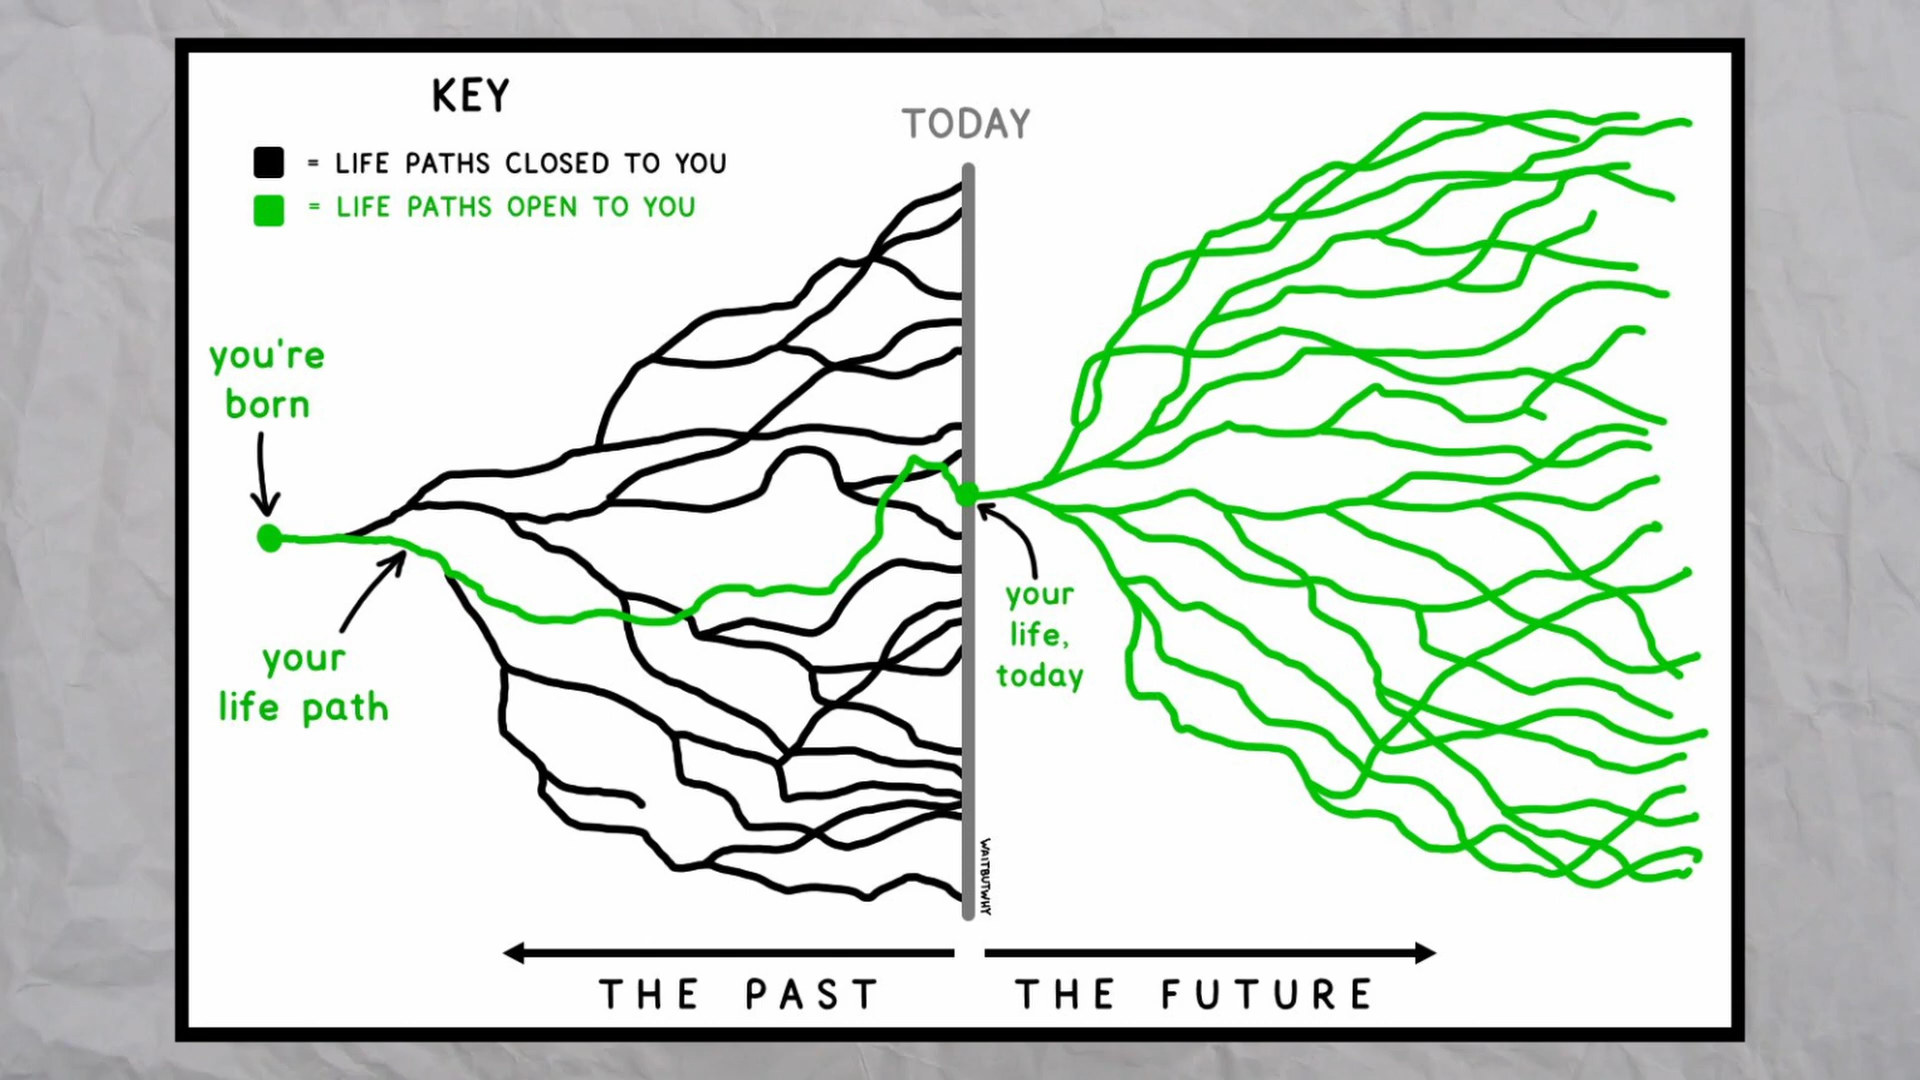 KEY
= LIFE PATHS CLOSED TO YOU
= LIFE PATHS OPEN TO YOU
TODAY
you're
born
your
life path
your
life,
today
WAITBUTWHY
THE PAST
THE FUTURE